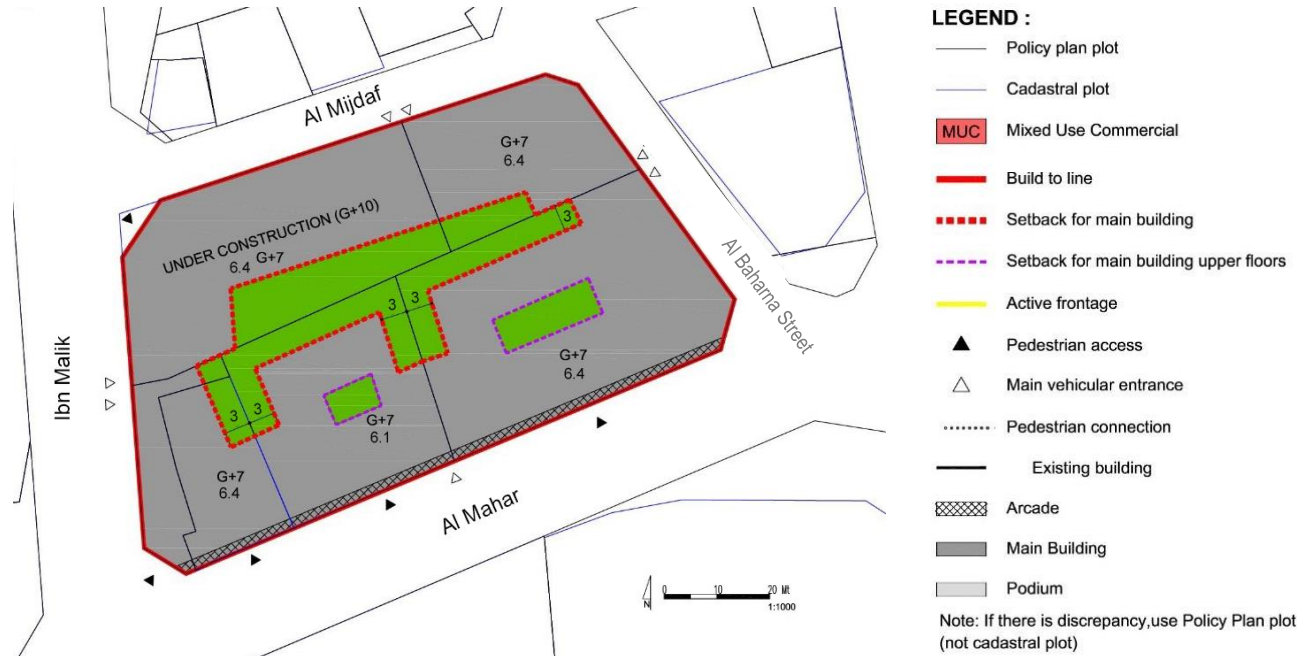 Al Mijdaf
G+7
6.4
UNDER CONSTRUCTION (G+10)
6.4 G+7
3
Al Baharna Street
3 3
Ibn Malik
3 3
G+7
6.4
G+7
6.1
G+7
6.4
Al Mahar
N
0 10 20 Mt
1:1000
LEGEND :
Policy plan plot
Cadastral plot
MUC Mixed Use Commercial
Build to line
Setback for main building
Setback for main building upper floors
Active frontage
Pedestrian access
Main vehicular entrance
Pedestrian connection
Existing building
Arcade
Main Building
Podium
Note: If there is discrepancy,use Policy Plan plot
(not cadastral plot)